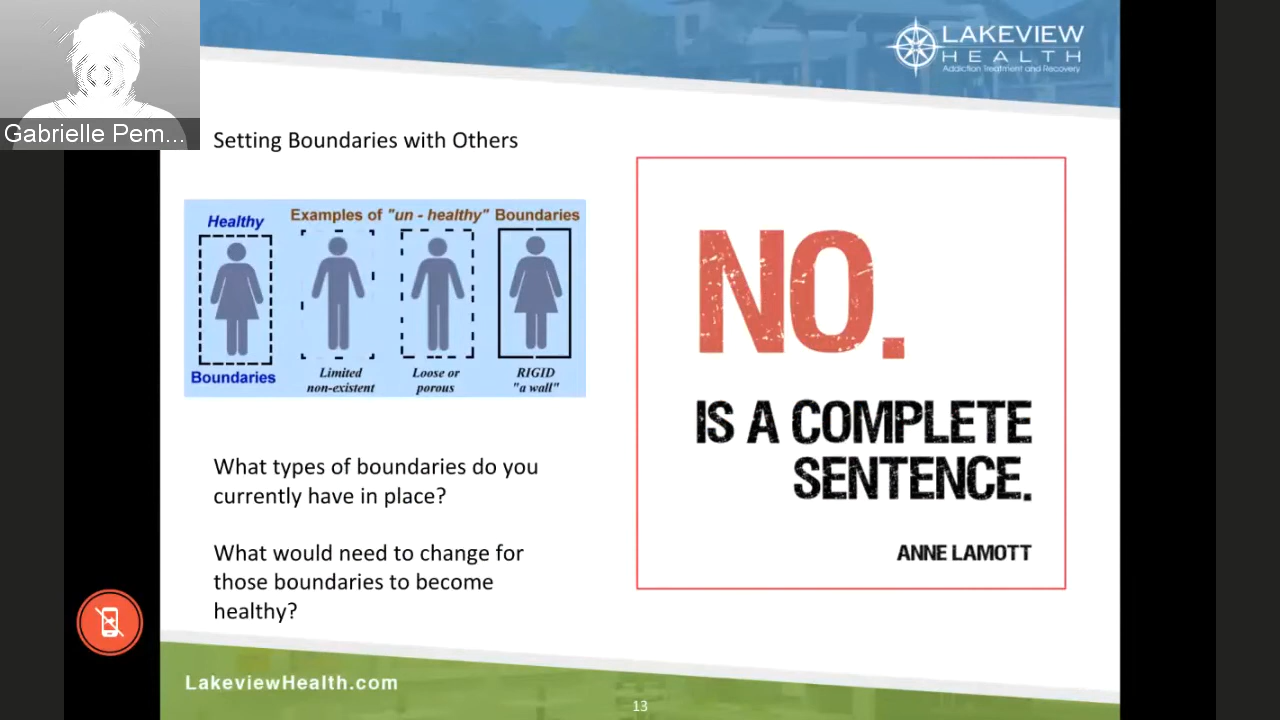 LAKEVIEW
HEALTH
Addiction Treatment and Recovery
Gabrielle Pem...
Setting Boundaries with Others
Healthy
Boundaries
Examples of "un - healthy" Boundaries
Limited
non-existent
Loose or
porous
RIGID
"a wall"
What types of boundaries do you
currently have in place?
What would need to change for
those boundaries to become
healthy?
NO.
IS A COMPLETE
SENTENCE.
ANNE LAMOTT
LakeviewHealth.com
13